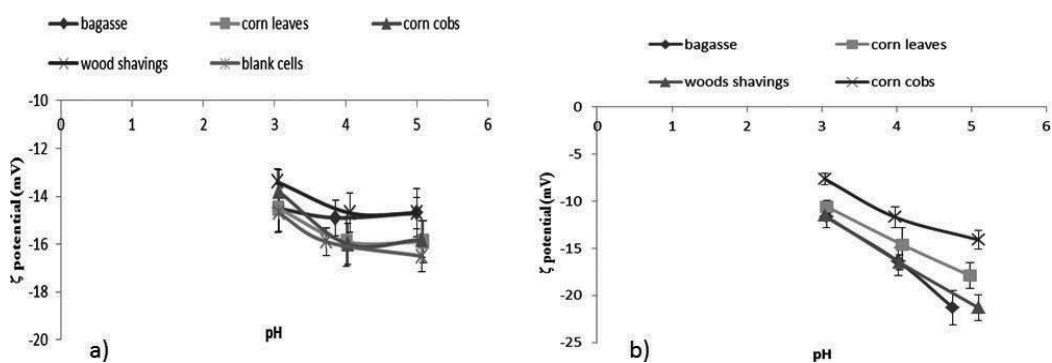 bagasse corn leaves corn cobs
wood shavings blank cells
-10
0 1 2 3 4 5 6
-12
-14
-16
-18
-20
ζ potential (mV)
pH
a)
bagasse corn leaves
woods shavings corn cobs
0
0 1 2 3 4 5 6
-5
-10
-15
-20
-25
ζ potential (mV)
pH
b)